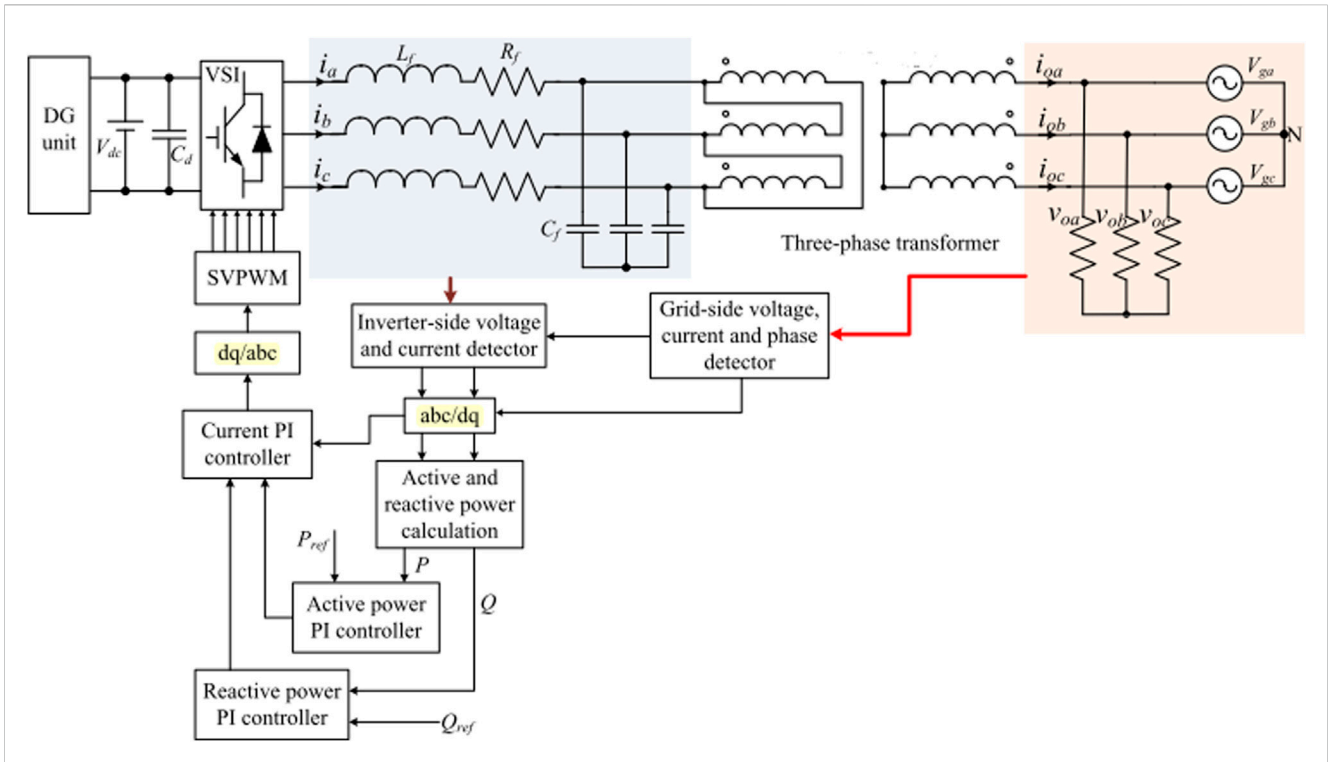 DG
unit
V_dc
C_d
VSI
i_a
L_f
R_f
i_b
i_c
C_f
i_oa
V_ga
i_ob
V_gb
N
i_oc
V_gc
v_oa
v_ob
v_oc
Three-phase transformer
SVPWM
dq/abc
Inverter-side voltage
and current detector
Grid-side voltage,
current and phase
detector
abc/dq
Current PI
controller
Active and
reactive power
calculation
P_ref
P
Active power
PI controller
Q
Reactive power
PI controller
Q_ref